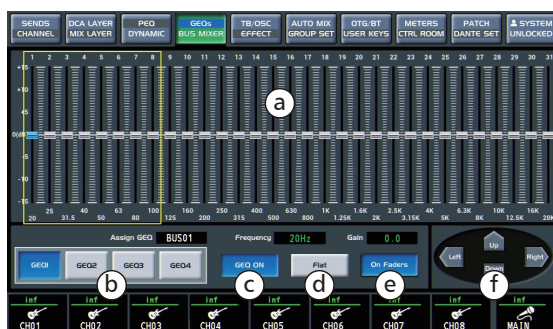 SENDS DCA LAYER PEQ GEQs TB/OSC AUTO MIX OTG/BT METERS PATCH SYSTEM
CHANNEL MIX LAYER DYNAMIC BUS MIXER EFFECT GROUP SET USER KEYS CTRL ROOM DANTE SET UNLOCKED
1 2 3 4 5 6 7 8 9 10 11 12 13 14 15 16 17 18 19 20 21 22 23 24 25 26 27 28 29 30 31
+15
+10
a
+5
0(dB)
-5
-10
-15
25 40 63 100 160 250 400 630 1K 1.6K 2.5K 4K 6.3K 10K 16K
20 31.5 50 80 125 200 315 500 800 1.25K 2K 3.15K 5K 8K 12.5K 20K
Assign GEQ BUS01 Frequency 20Hz Gain 0.0
Up
GEQ1 GEQ2 GEQ3 GEQ4 GEQ ON Flat On Faders Left Right
Down
b c d e f
inf inf inf inf inf inf inf inf inf
CH01 CH02 CH03 CH04 CH05 CH06 CH07 CH08 MAIN